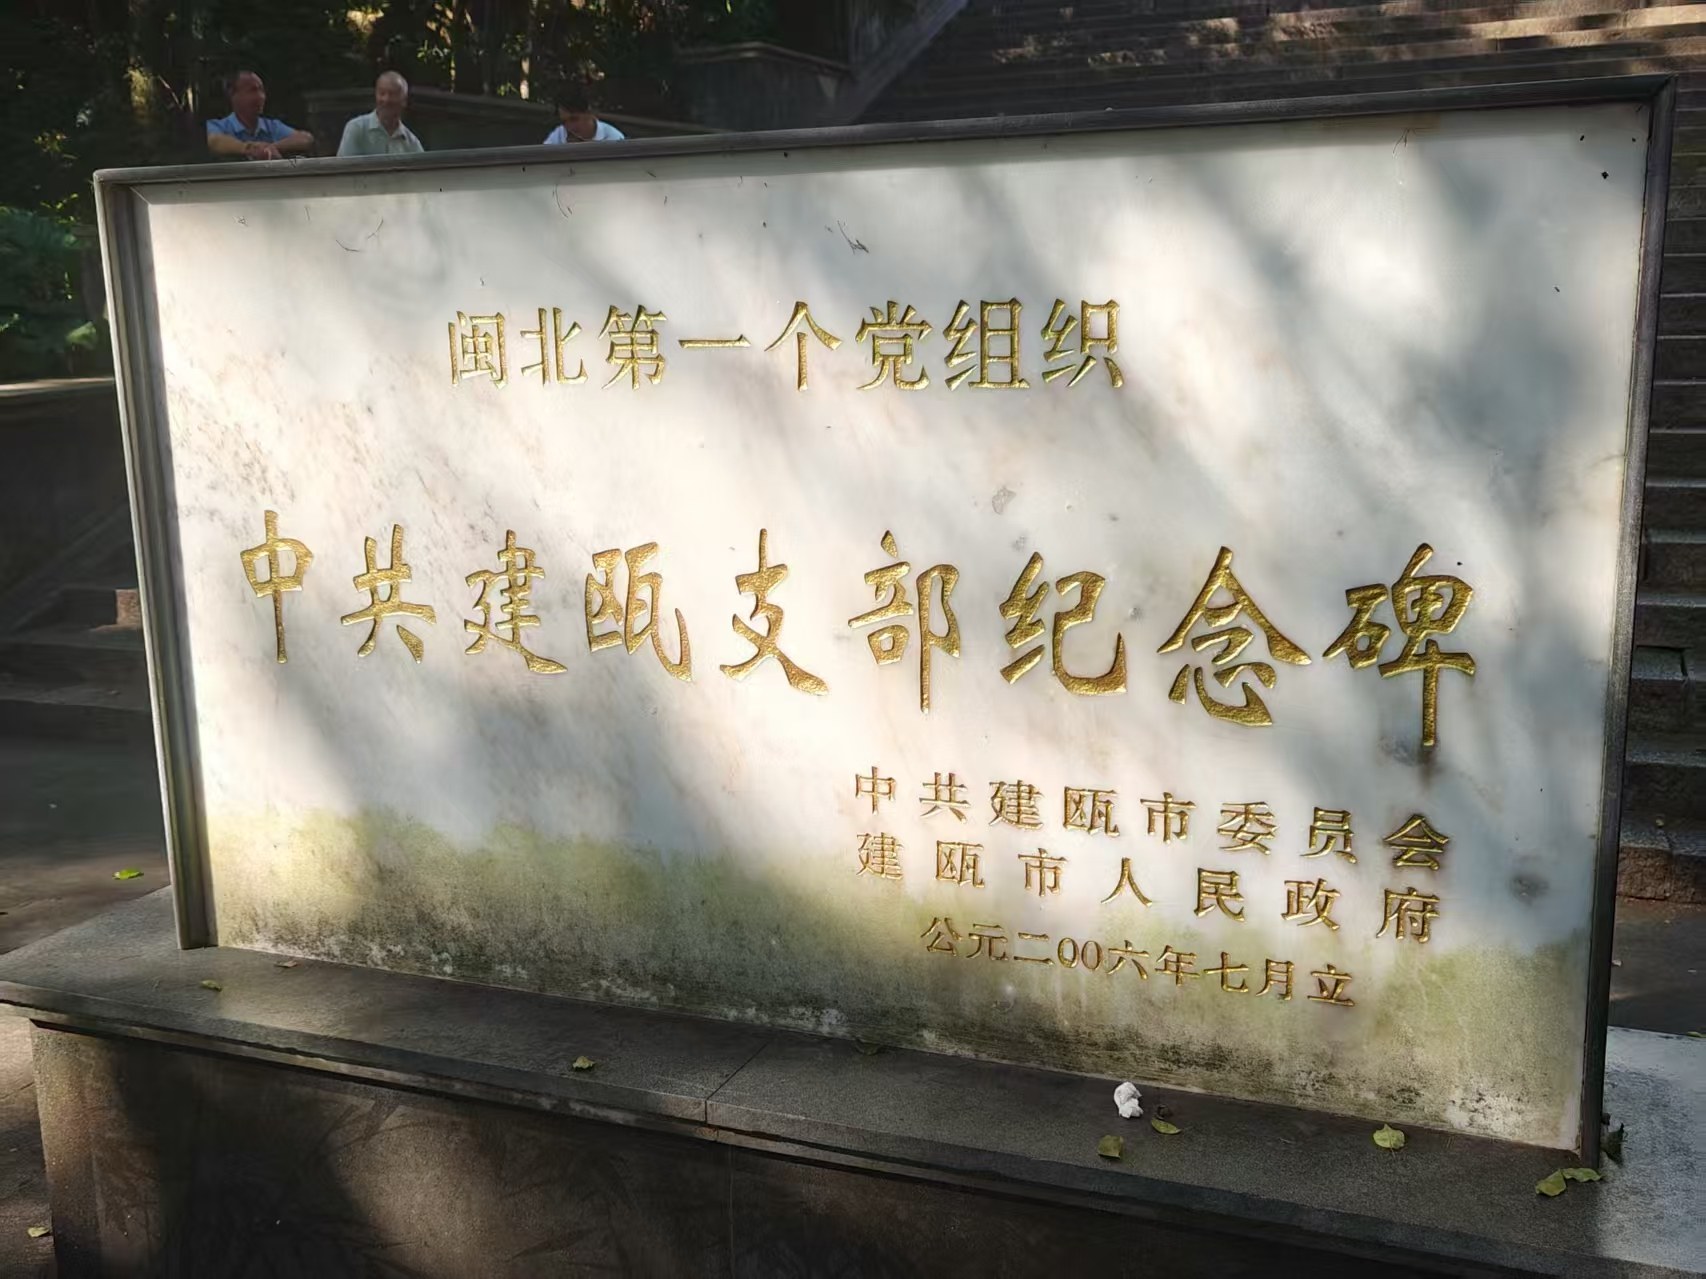 闽北第一个党组织
中共建瓯支部纪念碑
中共建瓯市委员会
建瓯市人民政府
公元二00六年七月立